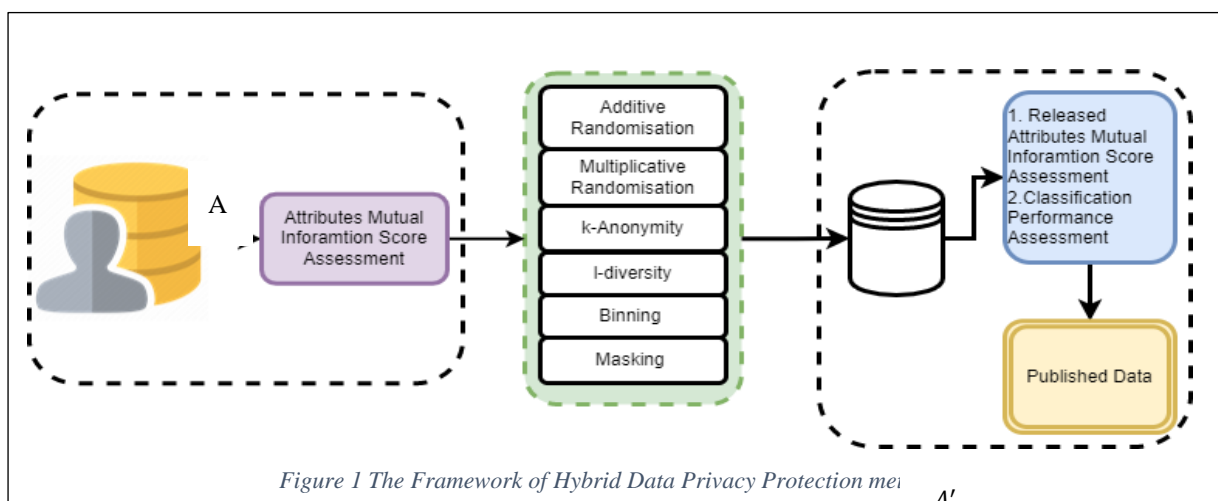 A
Attributes Mutual
Inforamtion Score
Assessment
Additive
Randomisation
Multiplicative
Randomisation
k-Anonymity
l-diversity
Binning
Masking
1. Released
Attributes Mutual
Inforamtion Score
Assessment
2.Classification
Performance
Assessment
Published Data
Figure 1 The Framework of Hybrid Data Privacy Protection